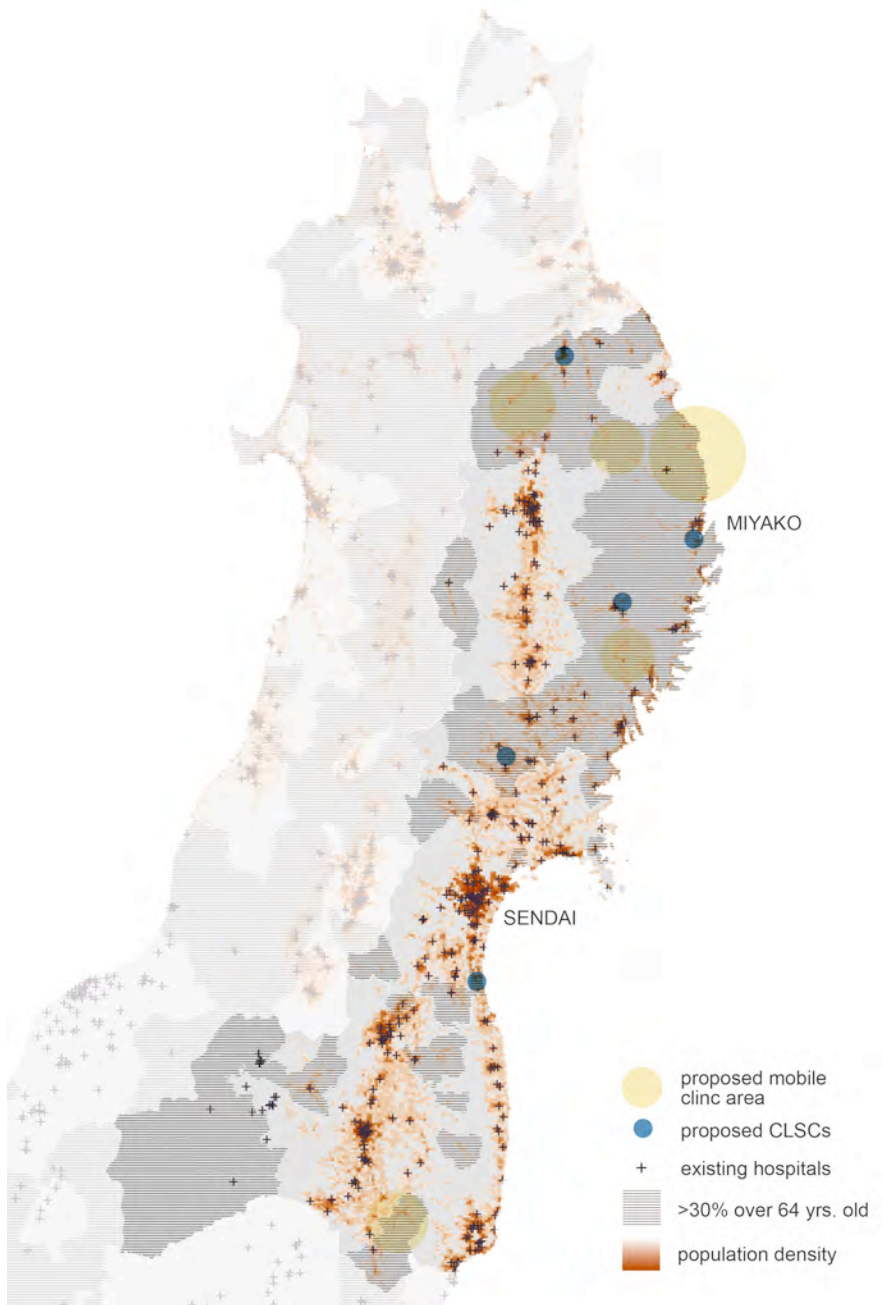 MIYAKO
SENDAI
proposed mobile
clinc area
proposed CLSCs
existing hospitals
>30% over 64 yrs. old
population density